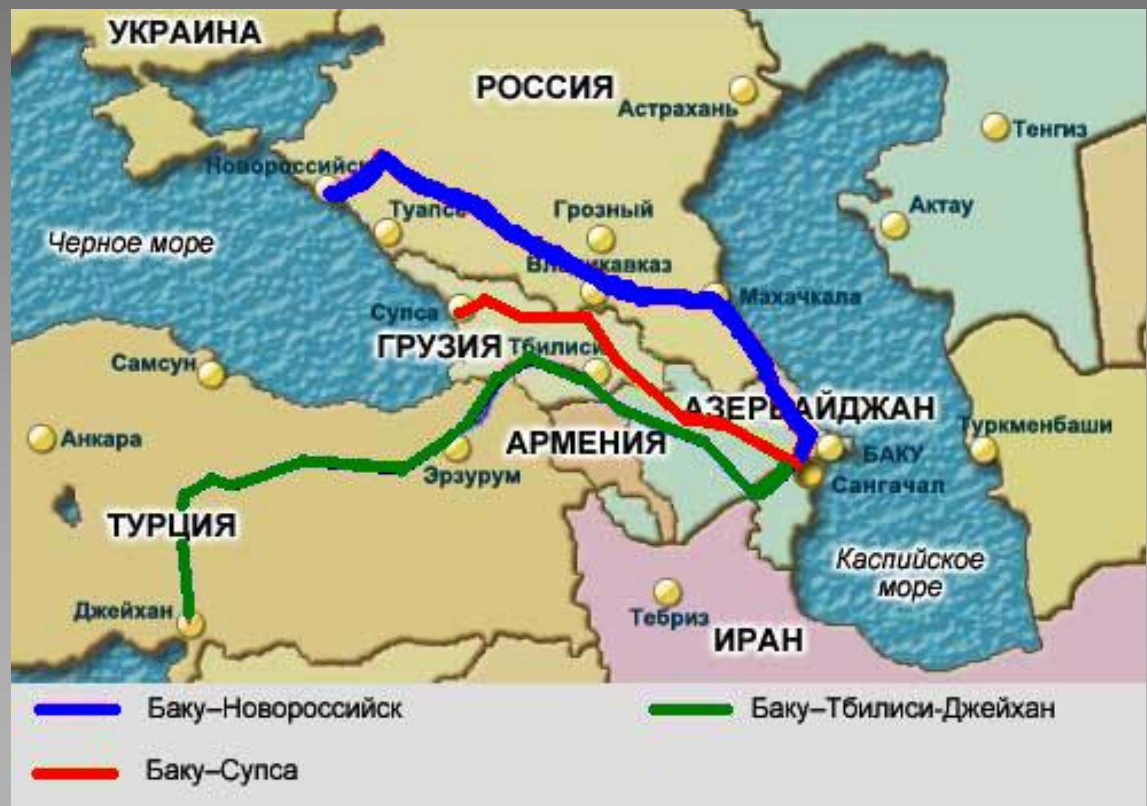 УКРАИНА
РОССИЯ
Астрахань
Тенгиз
Новороссийск
Туапсе
Грозный
Актау
Черное море
Владикавказ
Махачкала
Супса
ГРУЗИЯ
Тбилиси
Самсун
АЗЕРБАЙДЖАН
Анкара
АРМЕНИЯ
Туркменбаши
БАКУ
Эрзурум
Сангачал
ТУРЦИЯ
Каспийское
море
Джейхан
Тебриз
ИРАН
Баку–Новороссийск
Баку–Тбилиси-Джейхан
Баку–Супса